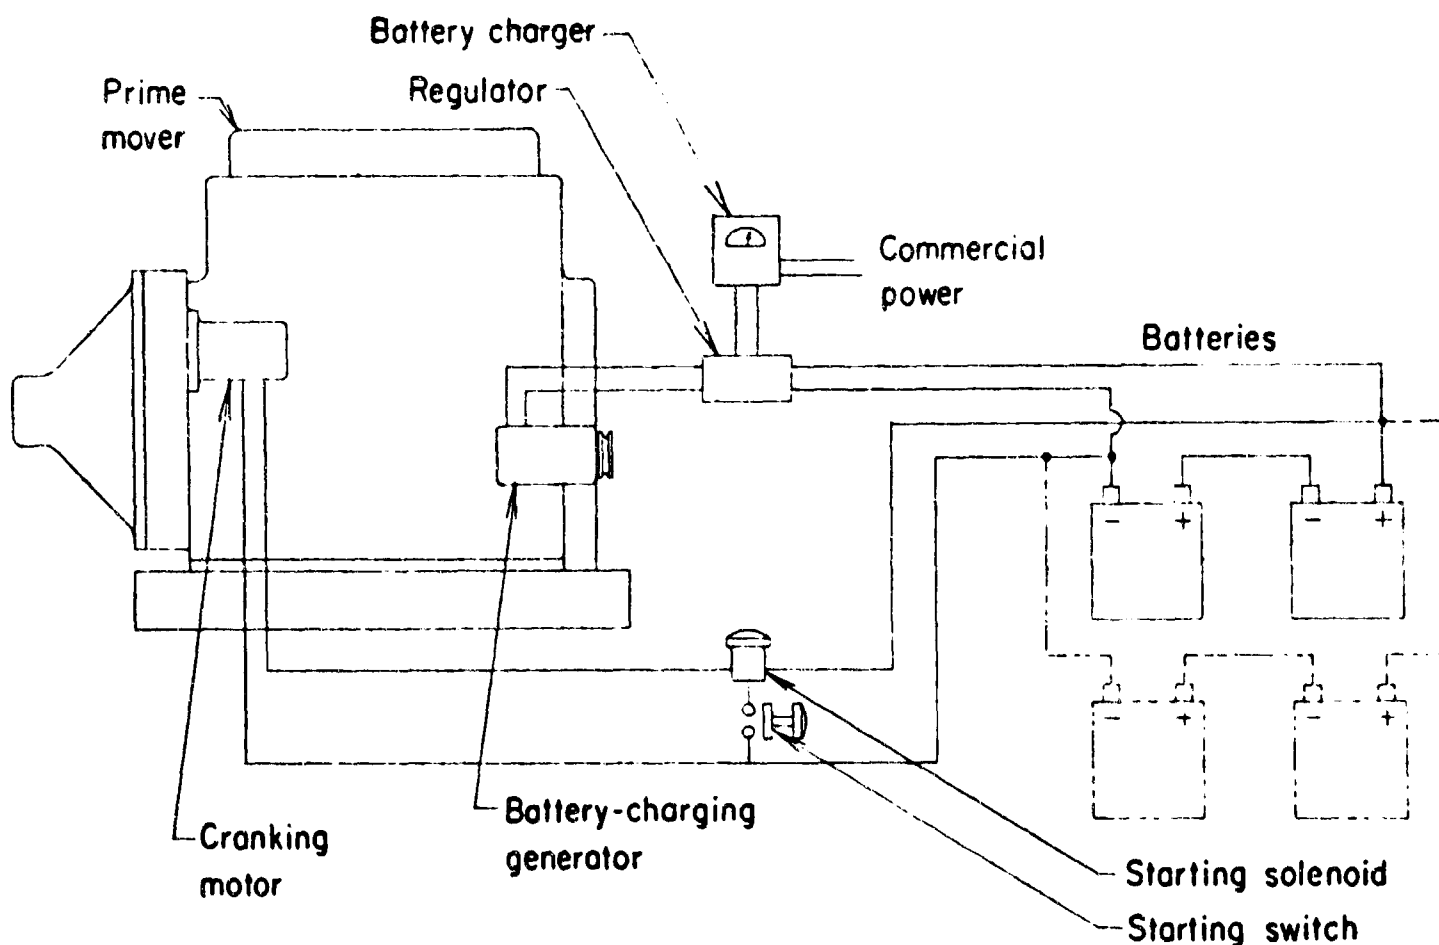 Battery charger
Prime
mover
Regulator
Commercial
power
Batteries
- + - +
- + - +
Battery-charging
generator
Cranking
motor
Starting solenoid
Starting switch